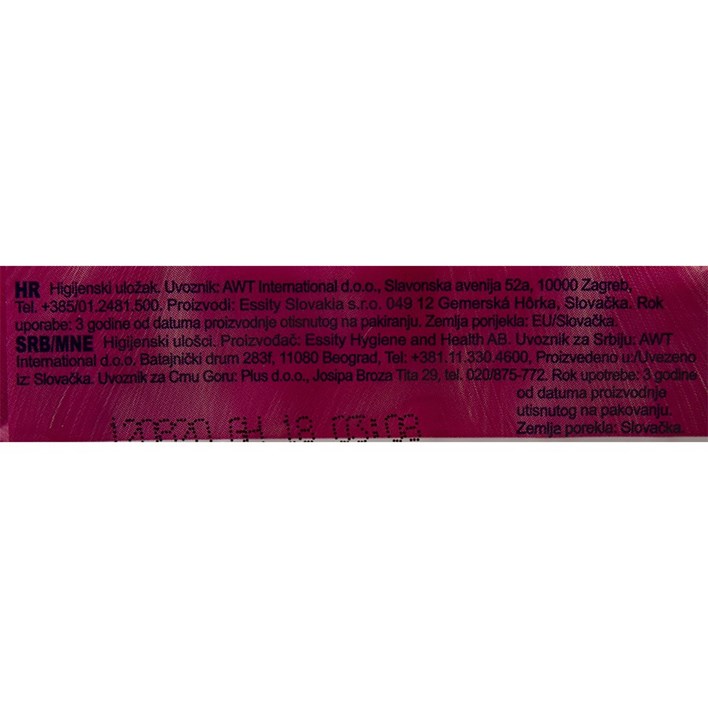 HR Higijenski uložak. Uvoznik: AWT International d.o.o., Slavonska avenija 52a, 10000 Zagreb,
Tel. +385/01.2481.500. Proizvodi: Essity Slovakia s.r.o. 049 12 Gemerská Hôrka, Slovačka. Rok
uporabe: 3 godine od datuma proizvodnje otisnutog na pakiranju. Zemlja porijekla: EU/Slovačka.
SRB/MNE Higijenski ulošci. Proizvođač: Essity Hygiene and Health AB. Uvoznik za Srbiju: AWT
International d.o.o. Batajnički drum 283f, 11080 Beograd, Tel: +381.11.330.4600, Proizvedeno u:/Uvezeno
iz: Slovačka. Uvoznik za Crnu Goru: Plus d.o.o., Josipa Broza Tita 29, tel. 020/875-772. Rok upotrebe: 3 godine
od datuma proizvodnje
utisnutog na pakovanju.
Zemlja porekla: Slovačka.